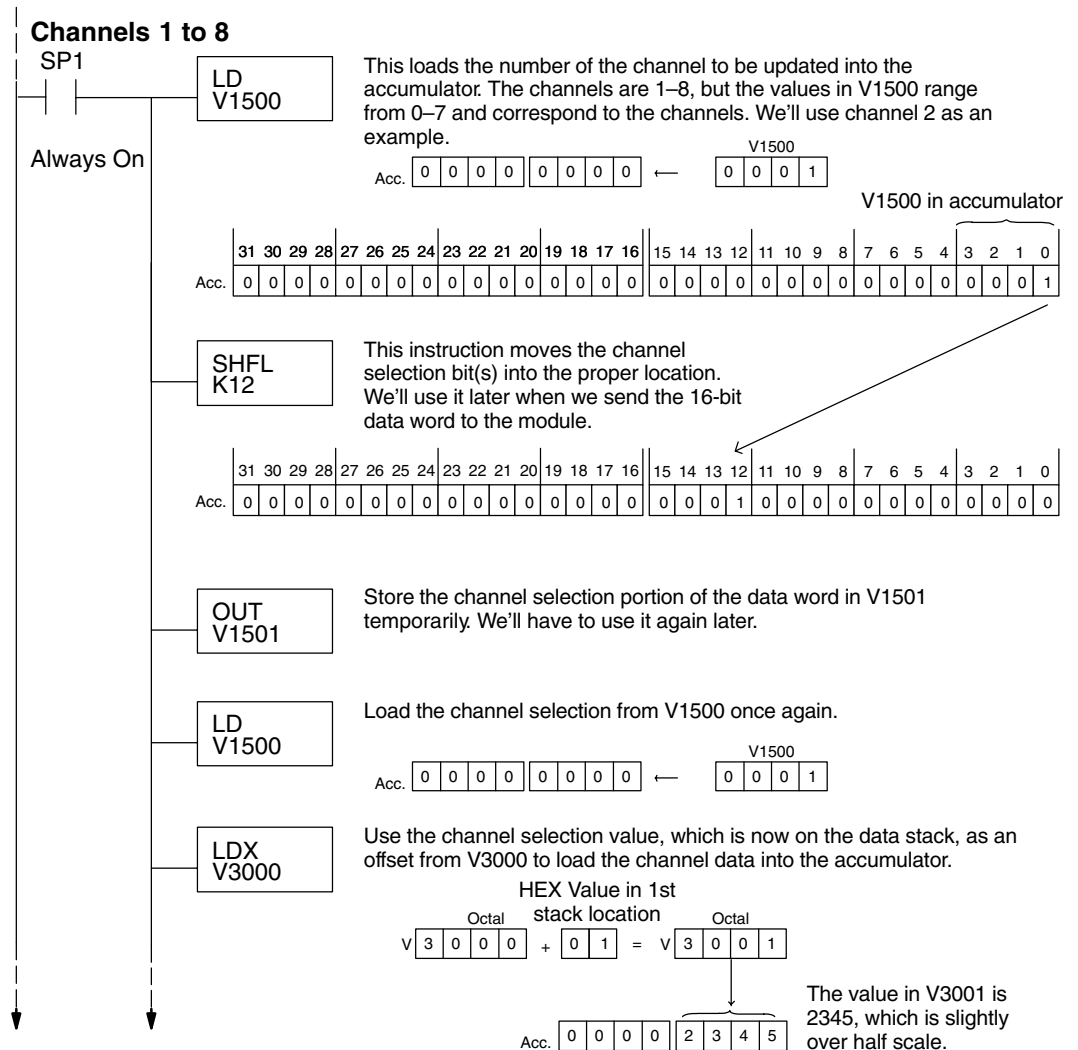 Channels 1 to 8
SP1
Always On
LD
V1500
This loads the number of the channel to be updated into the
accumulator. The channels are 1–8, but the values in V1500 range
from 0–7 and correspond to the channels. We'll use channel 2 as an
example.
V1500
Acc. 0 0 0 0 0 0 0 0 ← 0 0 0 1
V1500 in accumulator
31 30 29 28 27 26 25 24 23 22 21 20 19 18 17 16 15 14 13 12 11 10 9 8 7 6 5 4 3 2 1 0
Acc. 0 0 0 0 0 0 0 0 0 0 0 0 0 0 0 0 0 0 0 0 0 0 0 0 0 0 0 0 0 0 0 1
SHFL
K12
This instruction moves the channel
selection bit(s) into the proper location.
We'll use it later when we send the 16-bit
data word to the module.
31 30 29 28 27 26 25 24 23 22 21 20 19 18 17 16 15 14 13 12 11 10 9 8 7 6 5 4 3 2 1 0
Acc. 0 0 0 0 0 0 0 0 0 0 0 0 0 0 0 0 0 0 0 1 0 0 0 0 0 0 0 0 0 0 0 0
OUT
V1501
Store the channel selection portion of the data word in V1501
temporarily. We'll have to use it again later.
LD
V1500
Load the channel selection from V1500 once again.
V1500
Acc. 0 0 0 0 0 0 0 0 ← 0 0 0 1
LDX
V3000
Use the channel selection value, which is now on the data stack, as an
offset from V3000 to load the channel data into the accumulator.
HEX Value in 1st
Octal stack location Octal
V 3 0 0 0 + 0 1 = V 3 0 0 1
The value in V3001 is
2345, which is slightly
over half scale.
Acc. 0 0 0 0 2 3 4 5